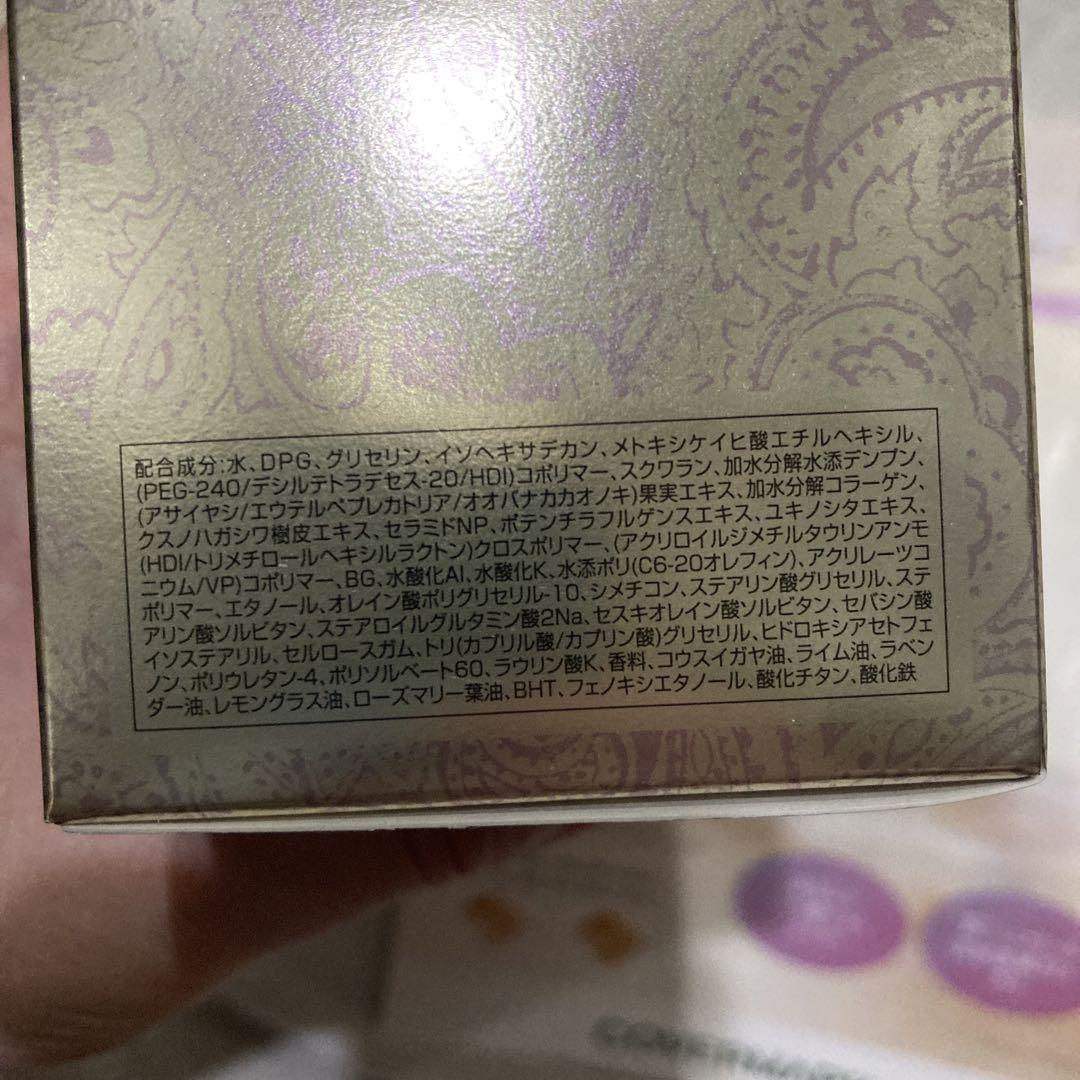 配合成分:水、DPG、グリセリン、イソヘキサデカン、メトキシケイヒ酸エチルヘキシル、
(PEG-240/デシルテトラデセス-20/HDI)コポリマー、スクワラン、加水分解水添デンプン、
(アサイヤシ/エウテルペプレカトリア/オオバナカカオノキ)果実エキス、加水分解コラーゲン、
クスノハガシワ樹皮エキス、セラミドNP、ポテンチラフルゲンスエキス、ユキノシタエキス、
(HDI/トリメチロールヘキシルラクトン)クロスポリマー、(アクリロイルジメチルタウリンアンモ
ニウム/VP)コポリマー、BG、水酸化Al、水酸化K、水添ポリ(C6-20オレフィン)、アクリレーツコ
ポリマー、エタノール、オレイン酸ポリグリセリル-10、シメチコン、ステアリン酸グリセリル、ステ
アリン酸ソルビタン、ステアロイルグルタミン酸2Na、セスキオレイン酸ソルビタン、セバシン酸
イソステアリル、セルロースガム、トリ(カプリル酸/カプリン酸)グリセリル、ヒドロキシアセトフェ
ノン、ポリウレタン-4、ポリソルベート60、ラウリン酸K、香料、コウスイガヤ油、ライム油、ラベン
ダー油、レモングラス油、ローズマリー葉油、BHT、フェノキシエタノール、酸化チタン、酸化鉄